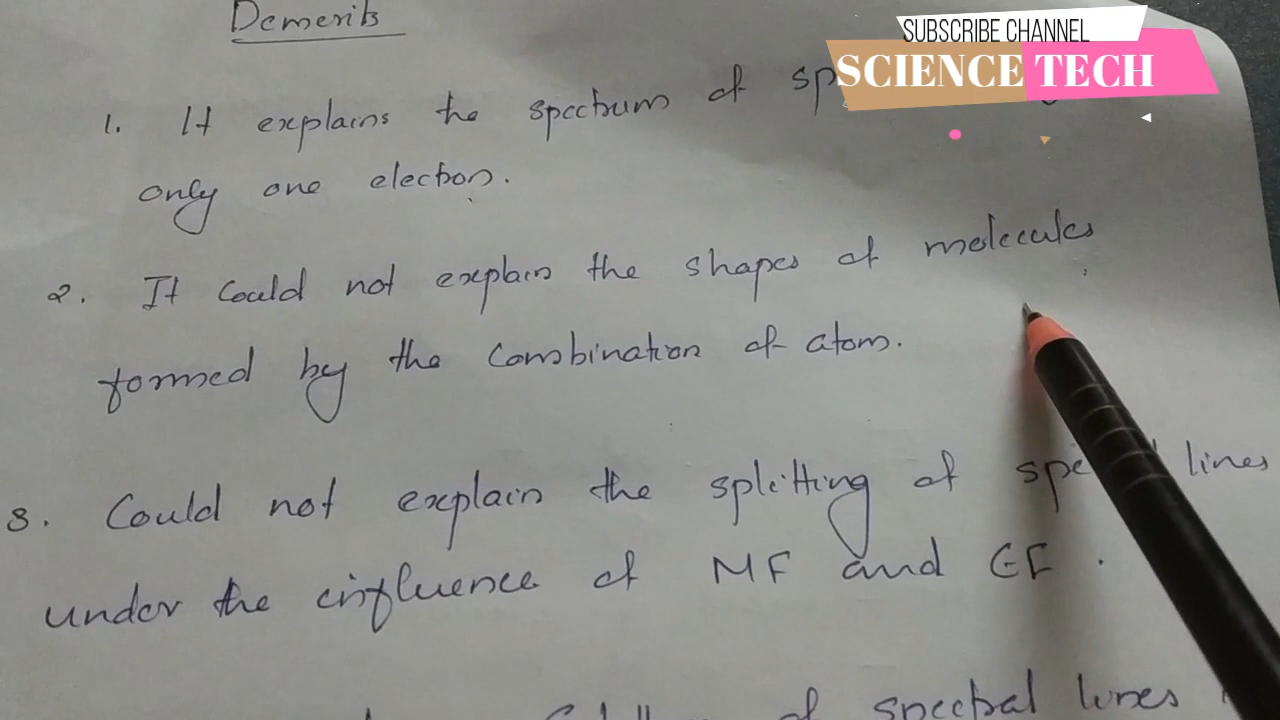 Demerits
SUBSCRIBE CHANNEL
SCIENCE TECH
1. It explains the spectrum of
only one electron.
2. It could not explain the shapes of molecules
formed by the combination of atom.
3. Could not explain the splitting of lines
under the influence of MF and EF.
of spectral lines